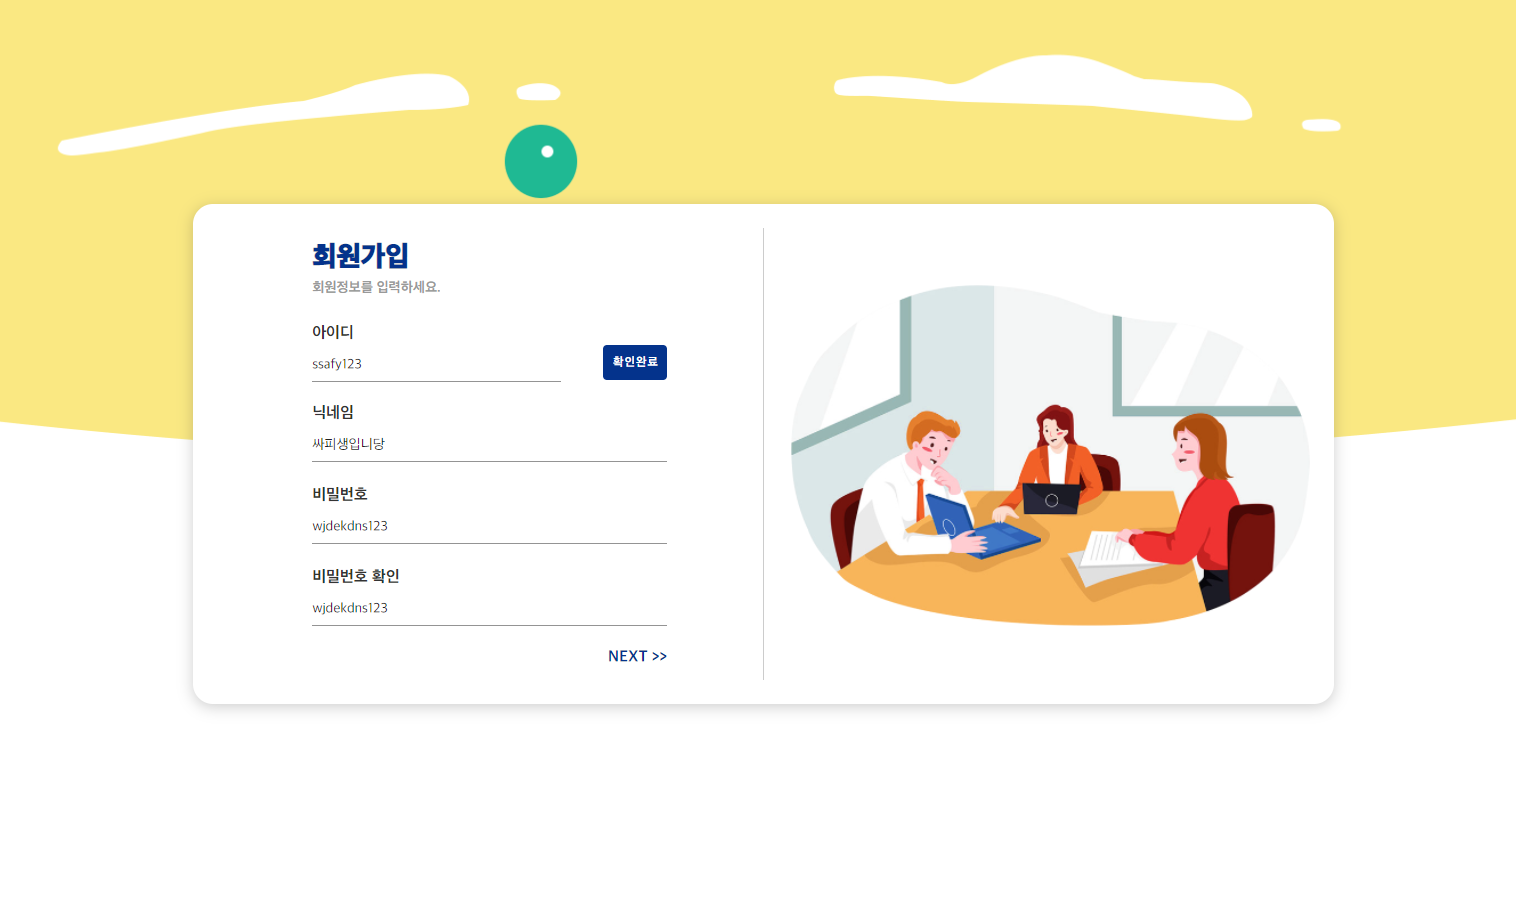 회원가입
회원정보를 입력하세요.
아이디
ssafy123
확인완료
닉네임
싸피생입니당
비밀번호
wjdekdns123
비밀번호 확인
wjdekdns123
NEXT >>